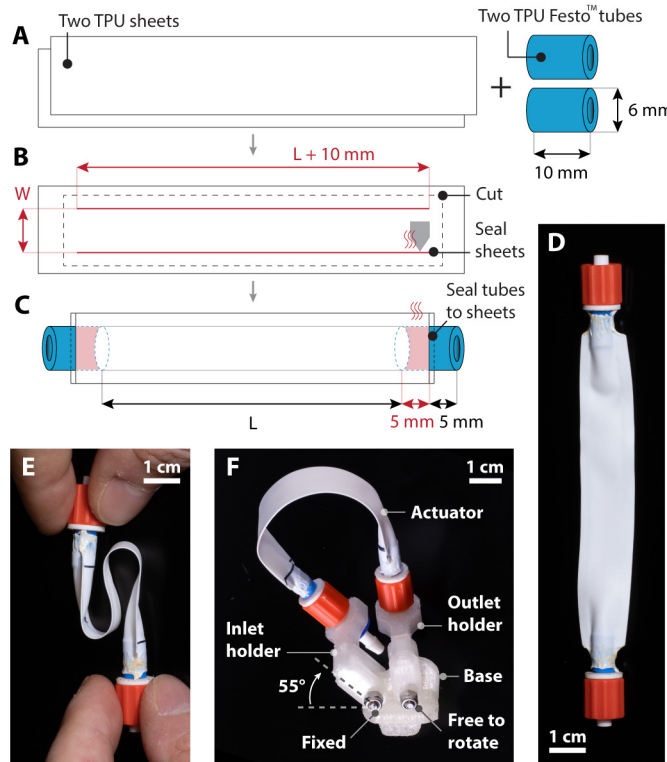 A
Two TPU sheets
Two TPU Festo™ tubes
+
6 mm
10 mm
B
L + 10 mm
W
Cut
Seal
sheets
C
Seal tubes
to sheets
L
5 mm
5 mm
D
1 cm
E
1 cm
F
1 cm
Actuator
Outlet
holder
Inlet
holder
Base
55°
Fixed
Free to
rotate